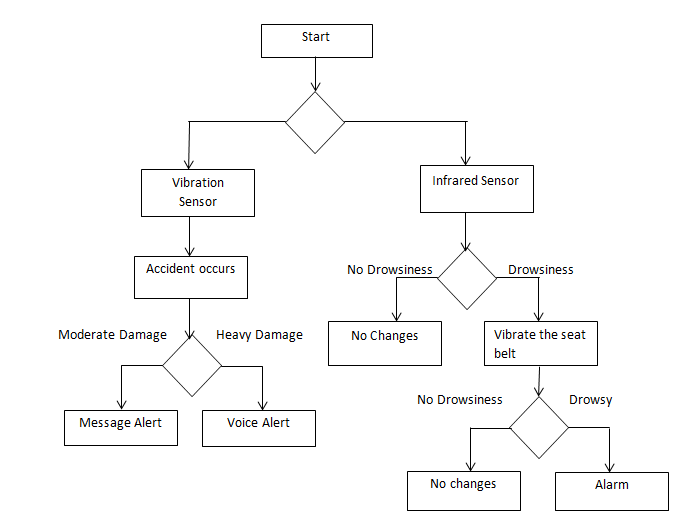 Start
Vibration
Sensor
Infrared Sensor
Accident occurs
No Drowsiness
Drowsiness
Moderate Damage
Heavy Damage
No Changes
Vibrate the seat
belt
No Drowsiness
Drowsy
Message Alert
Voice Alert
No changes
Alarm